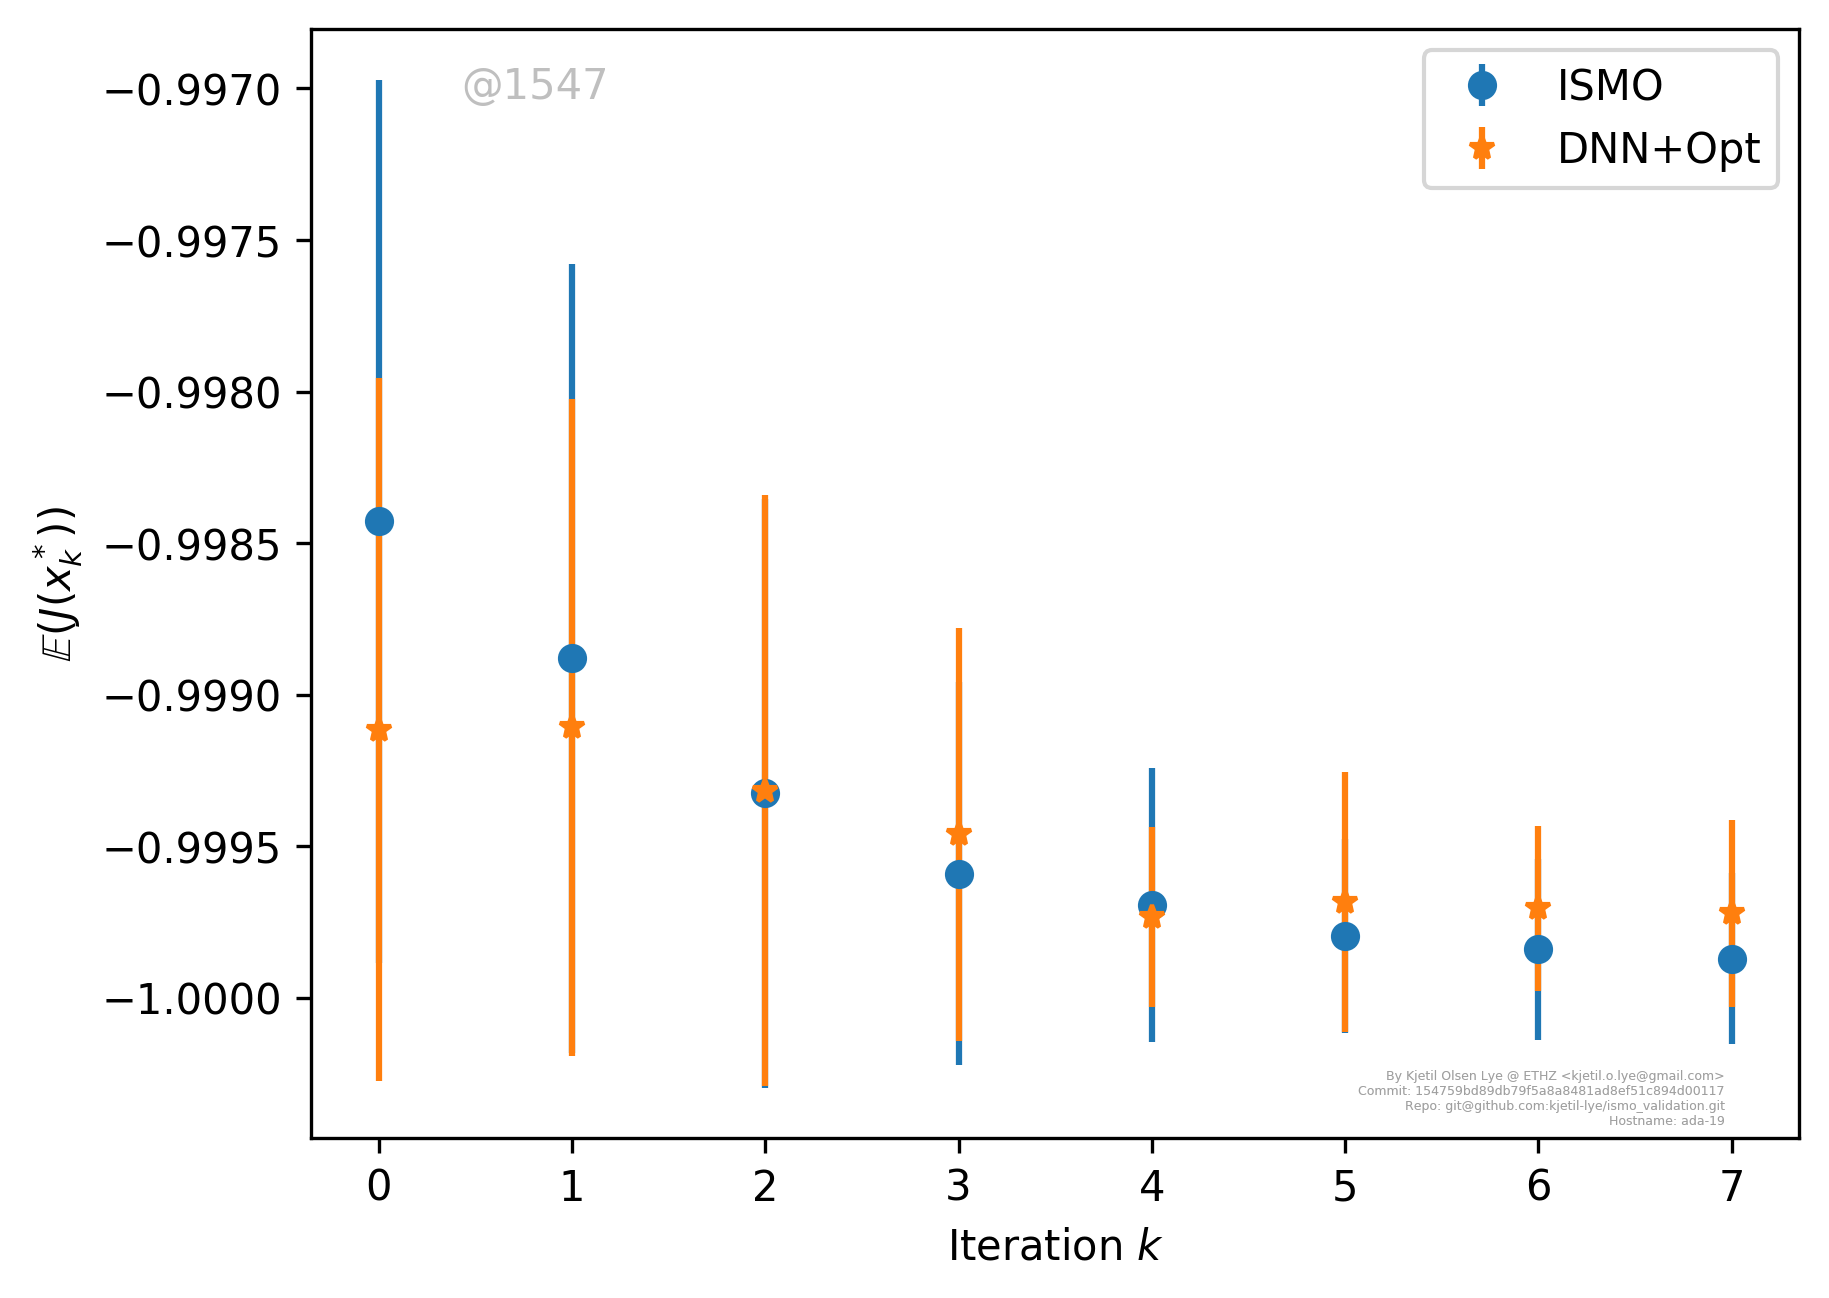 @1547
ISMO
DNN+Opt
−0.9970
−0.9975
−0.9980
−0.9985
−0.9990
−0.9995
−1.0000
𝔼(J(x*k))
By Kjetil Olsen Lye @ ETHZ <kjetil.o.lye@gmail.com>
Commit: 154759bd89db79f5a8a8481ad8ef51c894d00117
Repo: git@github.com:kjetil-lye/ismo_validation.git
Hostname: ada-19
0 1 2 3 4 5 6 7
Iteration k